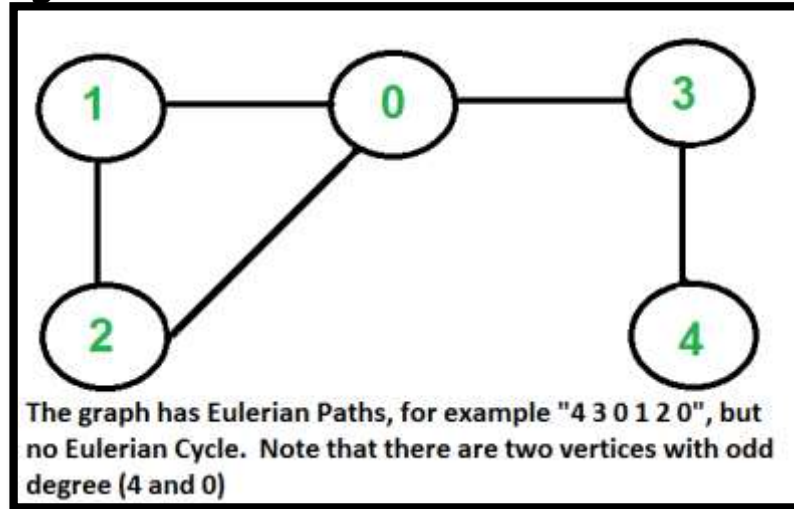 1 0 3
2 4
The graph has Eulerian Paths, for example "4 3 0 1 2 0", but
no Eulerian Cycle.  Note that there are two vertices with odd
degree (4 and 0)